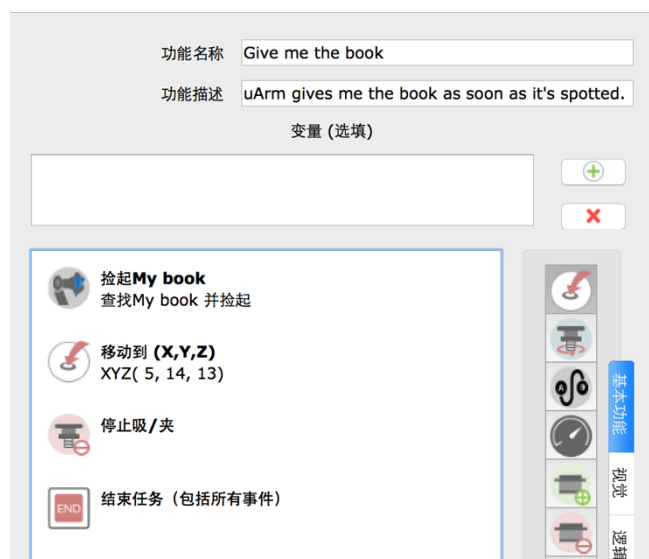 功能名称 Give me the book
功能描述 uArm gives me the book as soon as it's spotted.
变量 (选填)
捡起My book
查找My book 并捡起
移动到 (X,Y,Z)
XYZ( 5, 14, 13)
停止吸/夹
END 结束任务（包括所有事件）
基本功能
视觉
逻辑